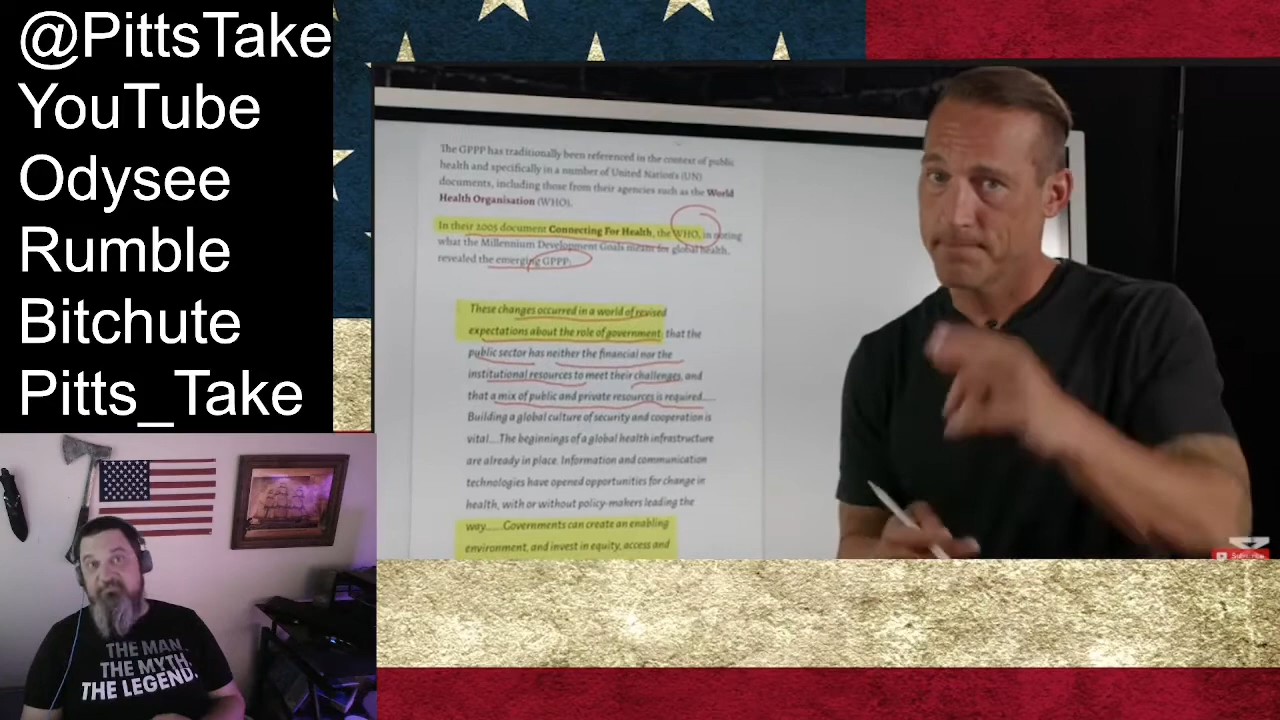 @PittsTake
YouTube
Odysee
Rumble
Bitchute
Pitts_Take
The GPPP has traditionally been referenced in the context of public
health and specifically in a number of United Nation's (UN)
documents, including those from their agencies such as the World
Health Organisation (WHO).
In their 2005 document Connecting For Health, the WHO, in noting
what the Millennium Development Goals means for global health,
revealed the emerging GPPP:
These changes occurred in a world of revised
expectations about the role of government: that the
public sector has neither the financial nor the
institutional resources to meet their challenges, and
that a mix of public and private resources is required.....
Building a global culture of security and cooperation is
vital....The beginnings of a global health infrastructure
are already in place. Information and communication
technologies have opened opportunities for change in
health, with or without policy-makers leading the
way......Governments can create an enabling
environment, and invest in equity, access and
Subscribe
THE MAN.
THE MYTH.
THE LEGEND.